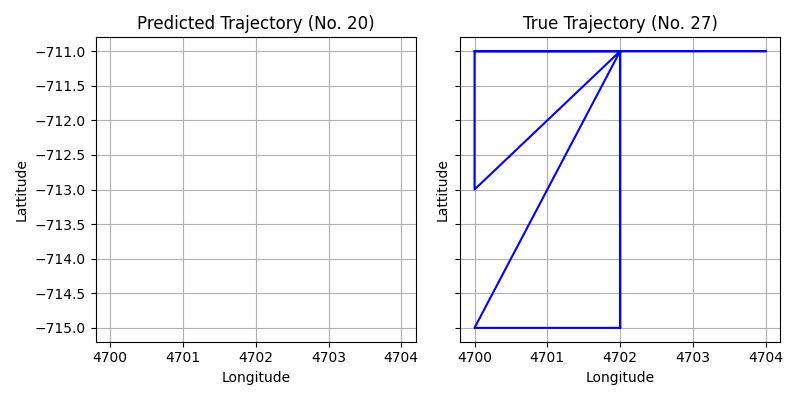 Predicted Trajectory (No. 20)
True Trajectory (No. 27)
−711.0
−711.5
−712.0
−712.5
−713.0
−713.5
−714.0
−714.5
−715.0
Lattitude
Lattitude
4700 4701 4702 4703 4704
4700 4701 4702 4703 4704
Longitude
Longitude